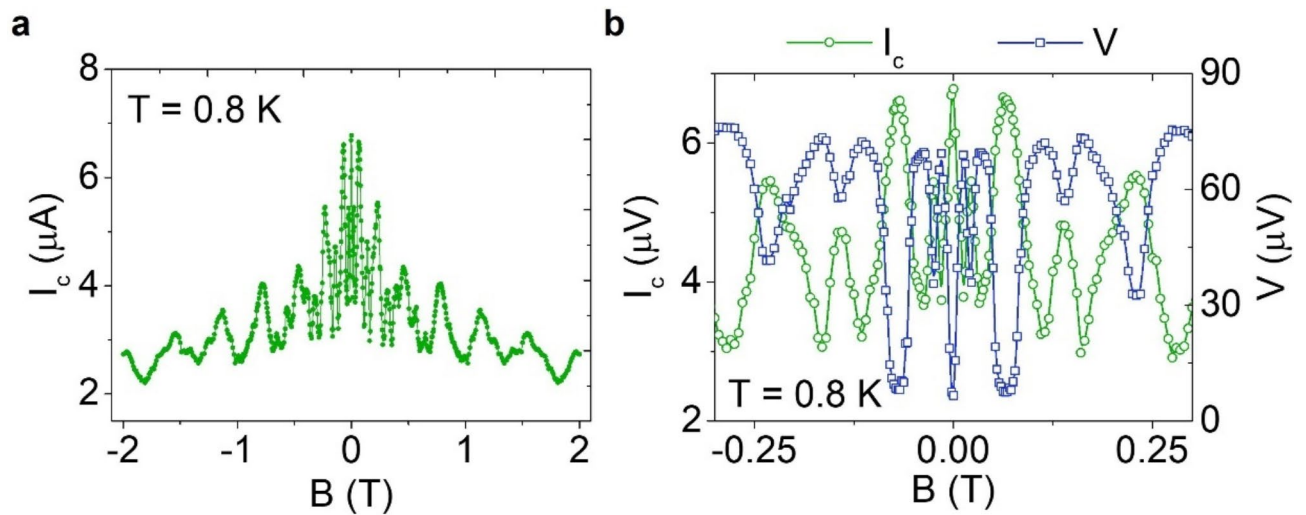 a
8
6
4
2
I_c (μA)
T = 0.8 K
-2 -1 0 1 2
B (T)
b
I_c V
6
4
2
I_c (μV)
90
60
30
0
V (μV)
T = 0.8 K
-0.25 0.00 0.25
B (T)